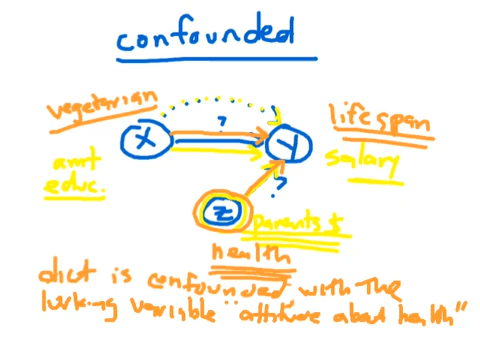 confounded
vegetarian
?
lifespan
X
Y
amt
educ.
salary
?
Z
parents $
health
diet is confounded with the
lurking variable "attitude about health"